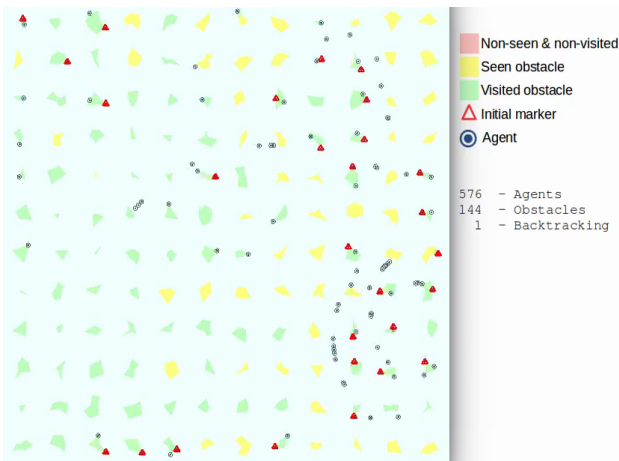 Non-seen & non-visited
Seen obstacle
Visited obstacle
Initial marker
Agent
576 - Agents
144 - Obstacles
1 - Backtracking